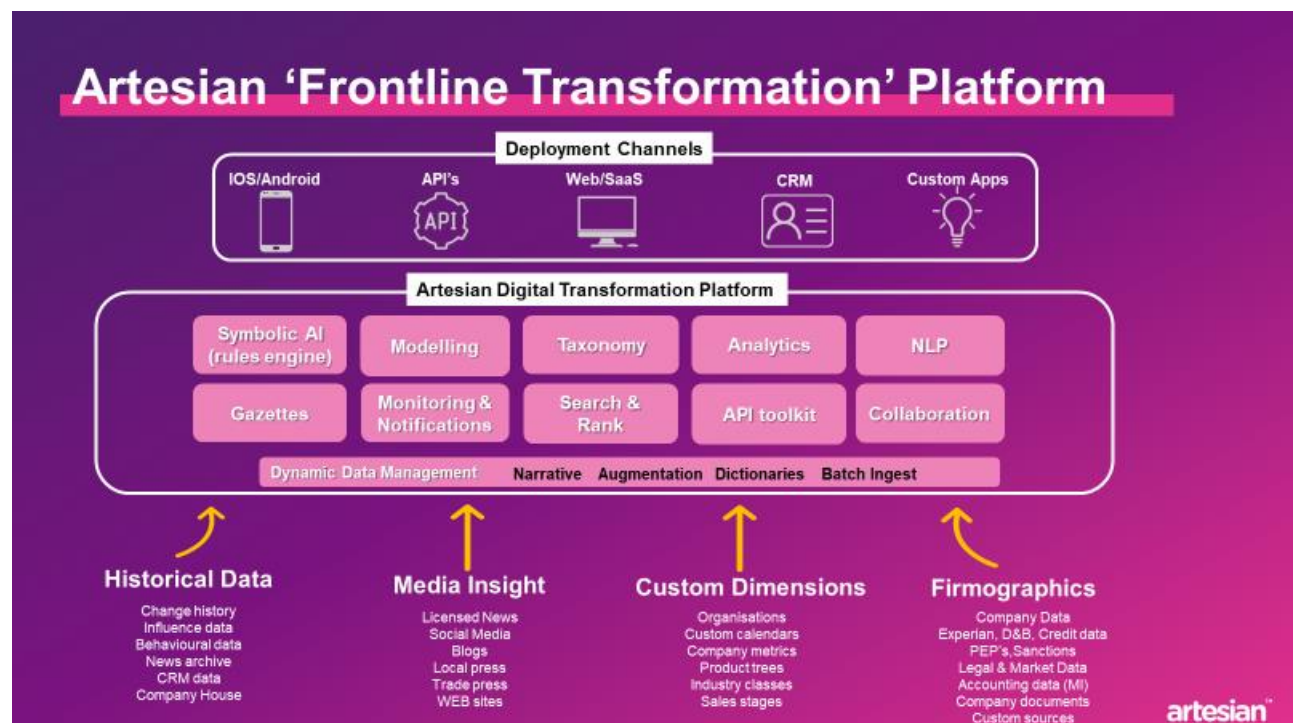 Artesian ‘Frontline Transformation’ Platform
Deployment Channels
IOS/Android
API's
Web/SaaS
CRM
Custom Apps
API
Artesian Digital Transformation Platform
Symbolic AI
(rules engine)
Modelling
Taxonomy
Analytics
NLP
Gazettes
Monitoring &
Notifications
Search &
Rank
API toolkit
Collaboration
Dynamic Data Management Narrative Augmentation Dictionaries Batch Ingest
Historical Data
Change history
Influence data
Behavioural data
News archive
CRM data
Company House
Media Insight
Licensed News
Social Media
Blogs
Local press
Trade press
WEB sites
Custom Dimensions
Organisations
Custom calendars
Company metrics
Product trees
Industry classes
Sales stages
Firmographics
Company Data
Experian, D&B, Credit data
PEP's,Sanctions
Legal & Market Data
Accounting data (MI)
Company documents
Custom sources
artesian™